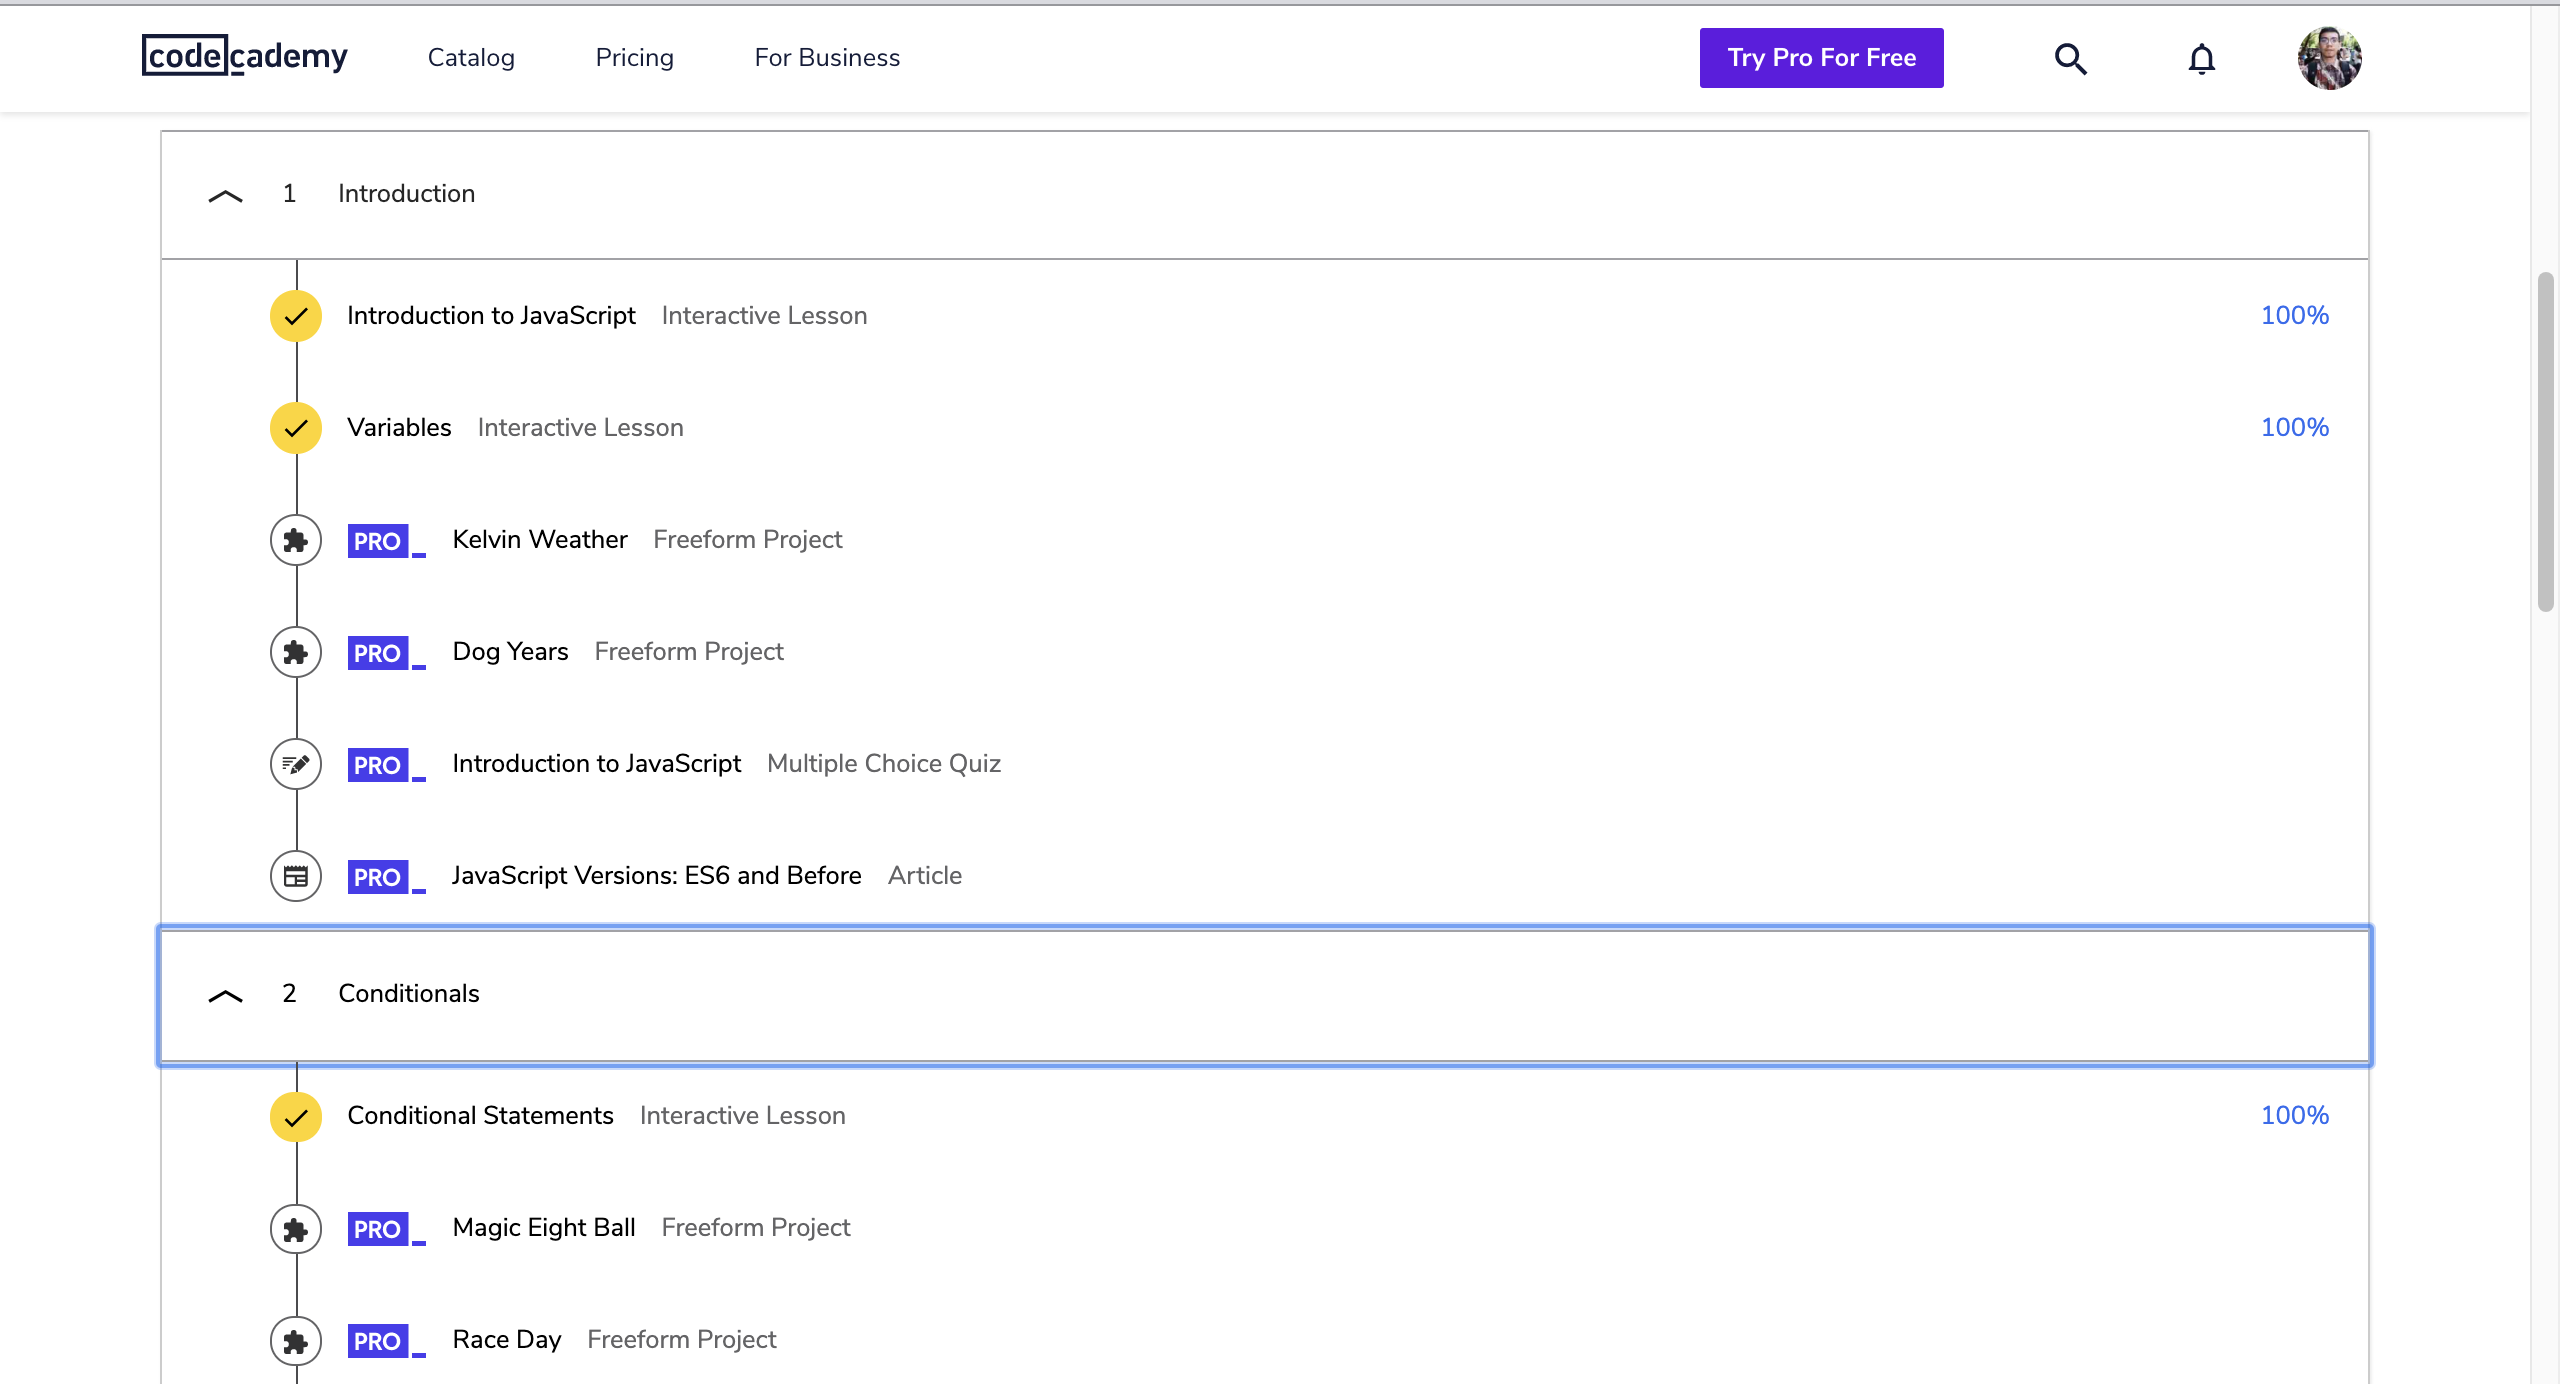 codecademy Catalog Pricing For Business Try Pro For Free
1 Introduction
Introduction to JavaScript Interactive Lesson 100%
Variables Interactive Lesson 100%
PRO Kelvin Weather Freeform Project
PRO Dog Years Freeform Project
PRO Introduction to JavaScript Multiple Choice Quiz
PRO JavaScript Versions: ES6 and Before Article
2 Conditionals
Conditional Statements Interactive Lesson 100%
PRO Magic Eight Ball Freeform Project
PRO Race Day Freeform Project